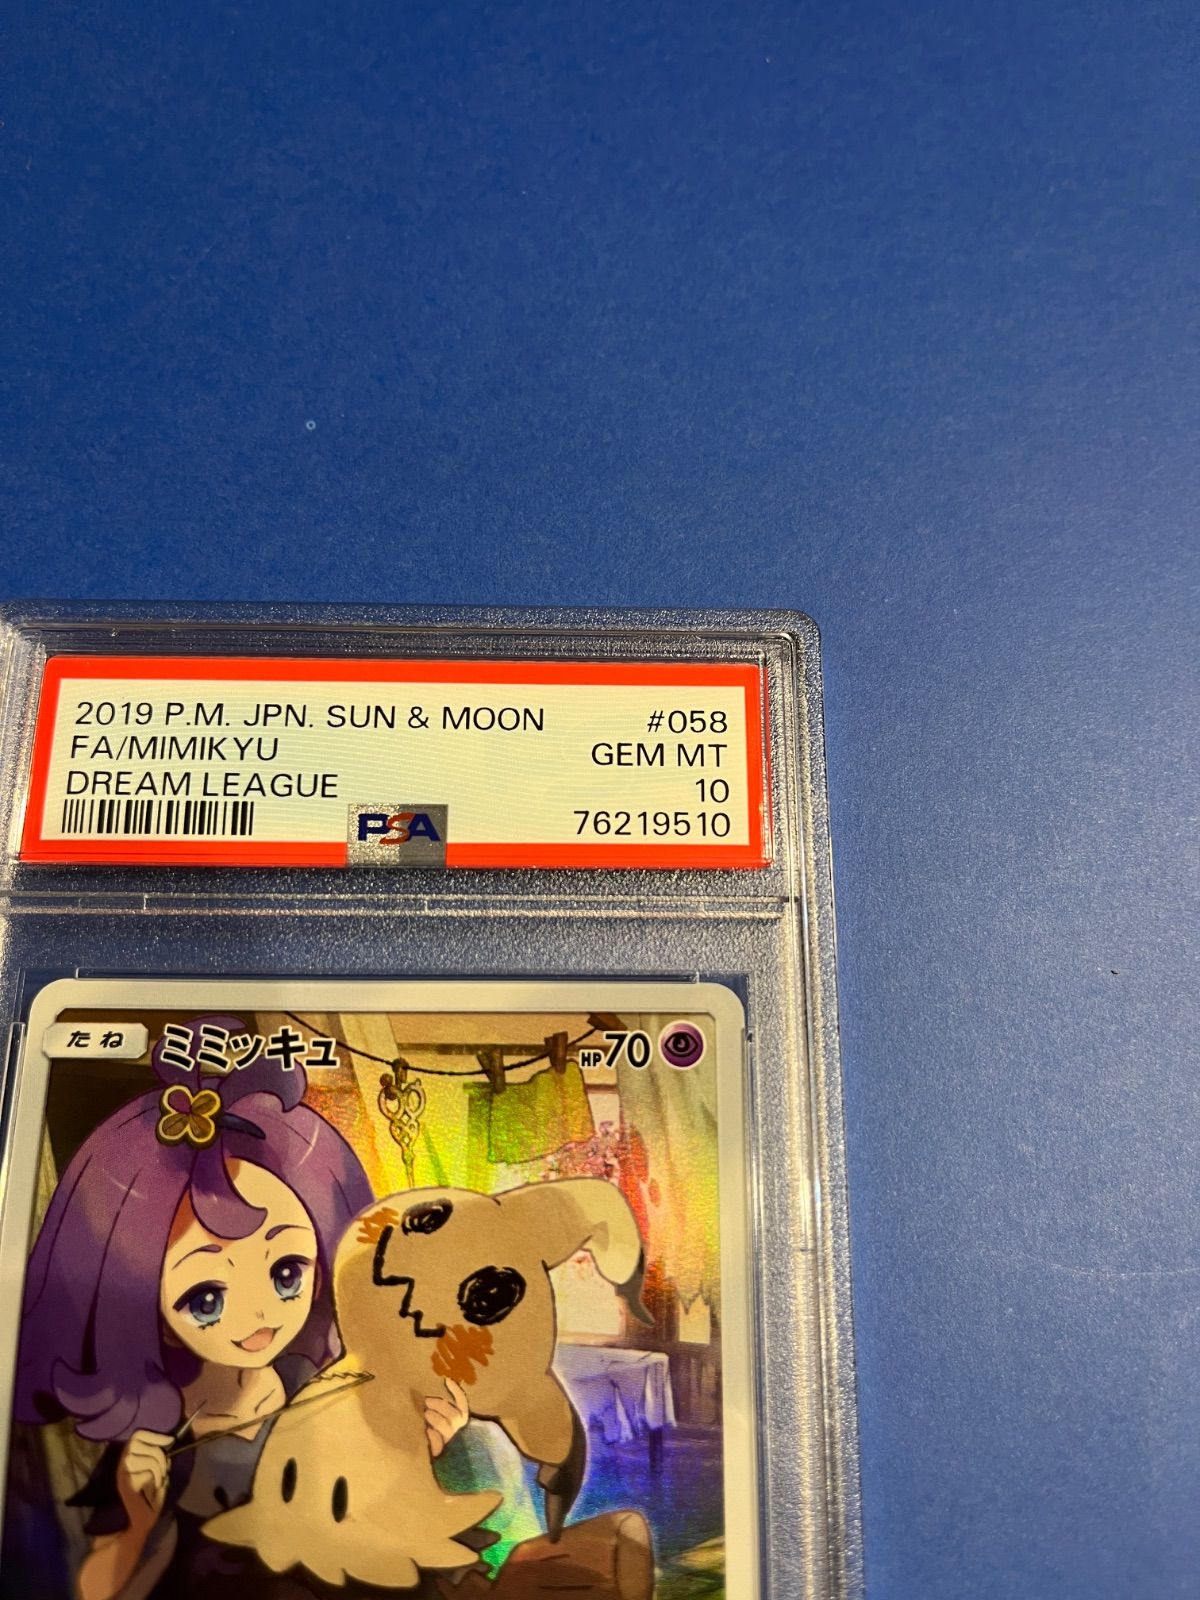 2019 P.M. JPN. SUN & MOON #058
FA/MIMIKYU GEM MT
DREAM LEAGUE 10
PSA 76219510
たね ミミッキュ HP70